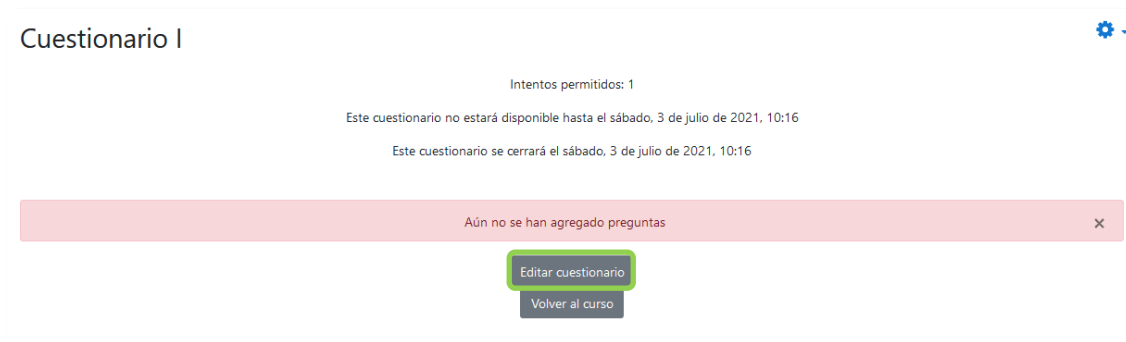 Cuestionario I
Intentos permitidos: 1
Este cuestionario no estará disponible hasta el sábado, 3 de julio de 2021, 10:16
Este cuestionario se cerrará el sábado, 3 de julio de 2021, 10:16
Aún no se han agregado preguntas ×
Editar cuestionario
Volver al curso